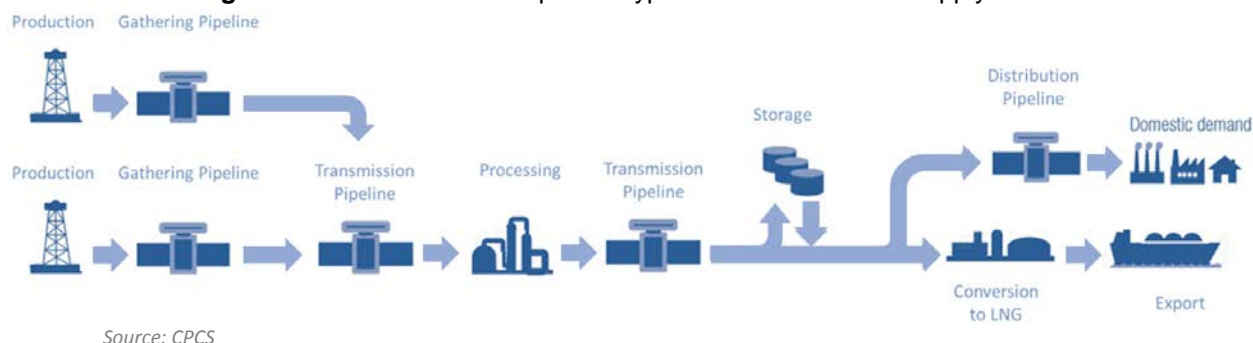 Production
Gathering Pipeline
Distribution
Pipeline
Storage
Domestic demand
Production
Gathering Pipeline
Transmission
Pipeline
Processing
Transmission
Pipeline
Conversion
to LNG
Export
Source: CPCS